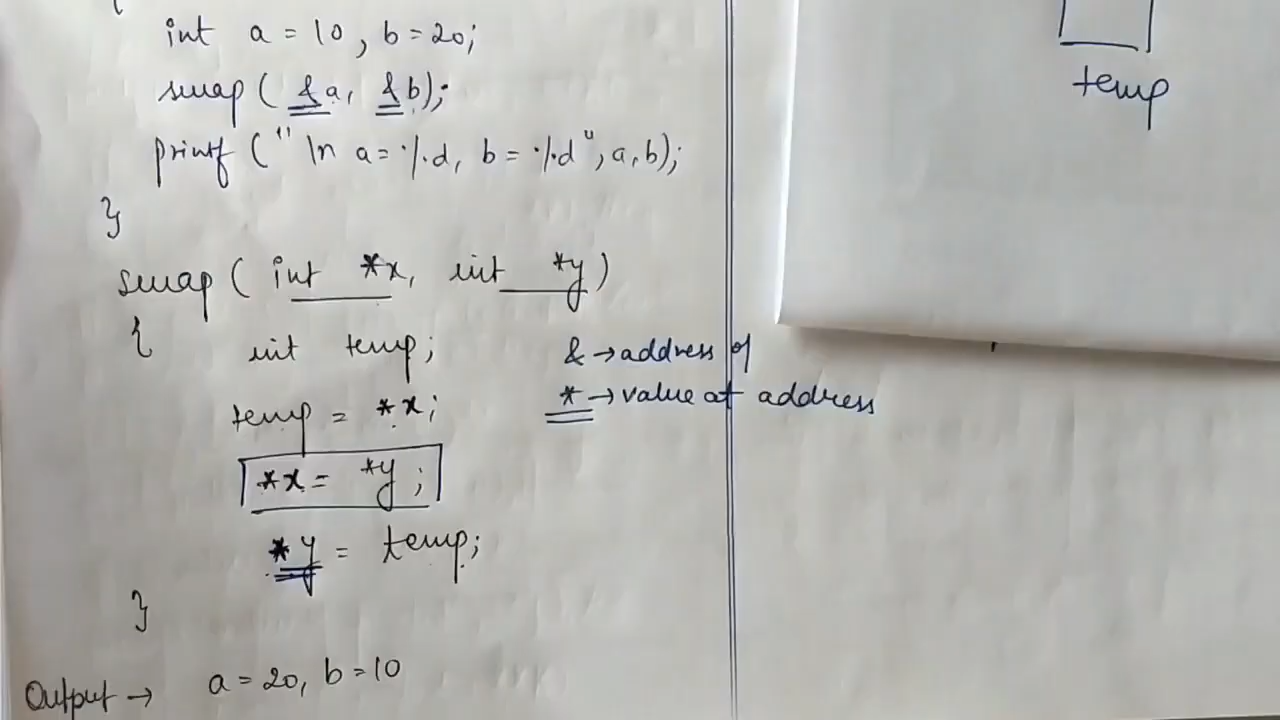 {
int a = 10, b = 20;
swap( &a, &b);
printf ("\n a = %d, b = %d", a, b);
}
swap( int *x, int *y)
{
int temp;
temp = *x;
*x = *y;
*y = temp;
}
Output → a = 20, b = 10
& → address of
* → value at address
temp